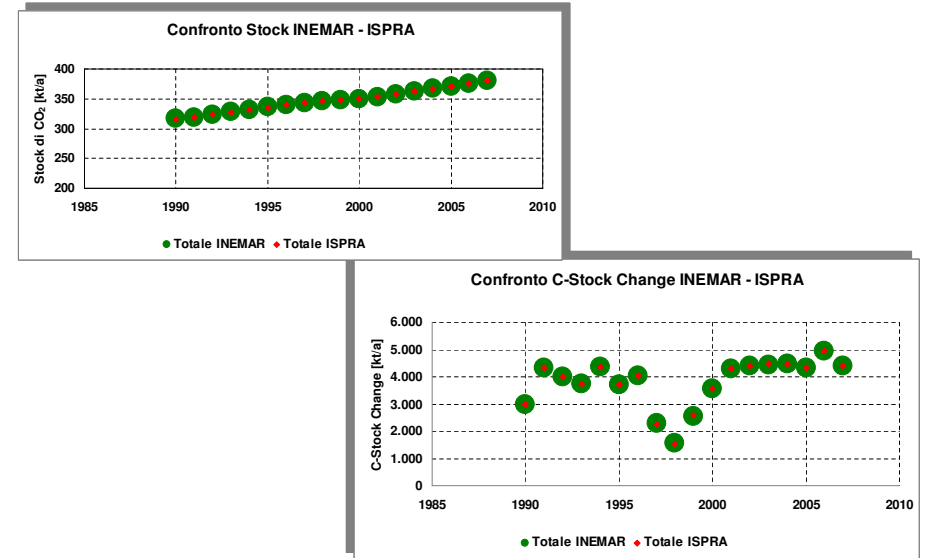 Confronto Stock INEMAR - ISPRA
Stock di CO2 [kt/a]
400
350
300
250
200
1985 1990 1995 2000 2005 2010
Totale INEMAR Totale ISPRA
Confronto C-Stock Change INEMAR - ISPRA
C-Stock Change [kt/a]
6.000
5.000
4.000
3.000
2.000
1.000
0
1985 1990 1995 2000 2005 2010
Totale INEMAR Totale ISPRA